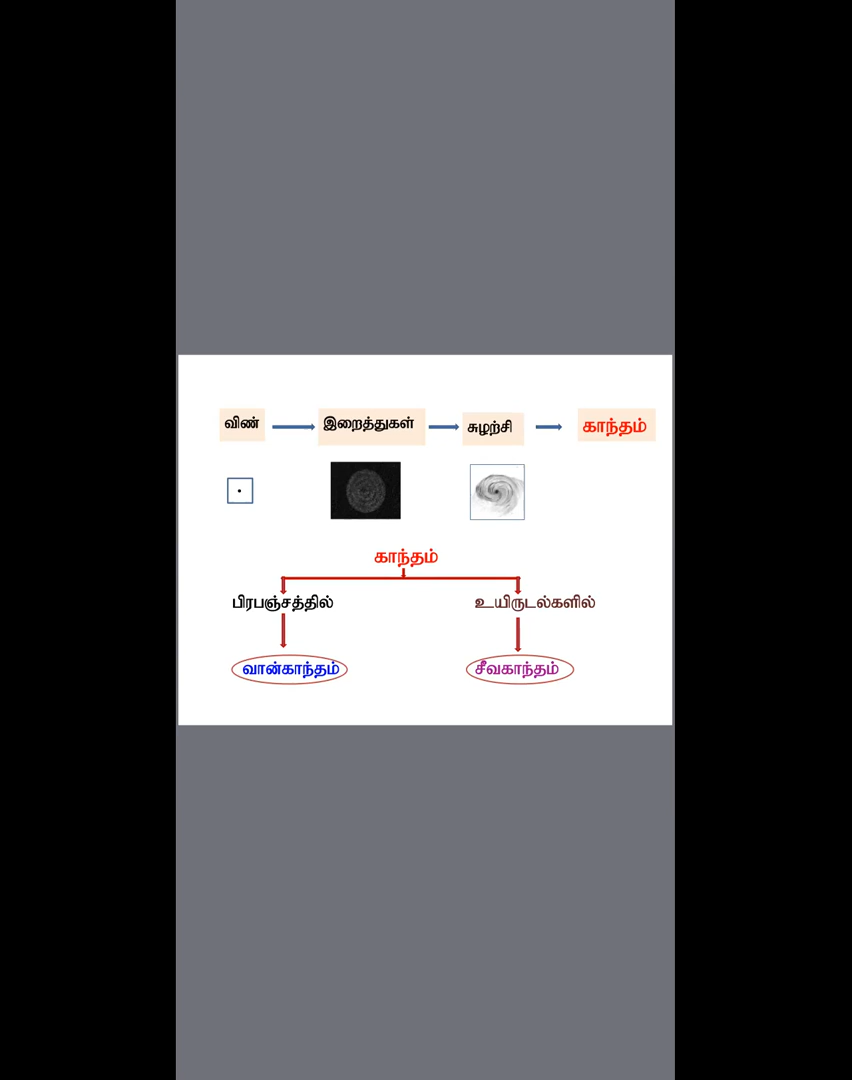 விண் இறைத்துகள் சுழற்சி காந்தம்
காந்தம்
பிரபஞ்சத்தில் உயிருடல்களில்
வான்காந்தம் சீவகாந்தம்